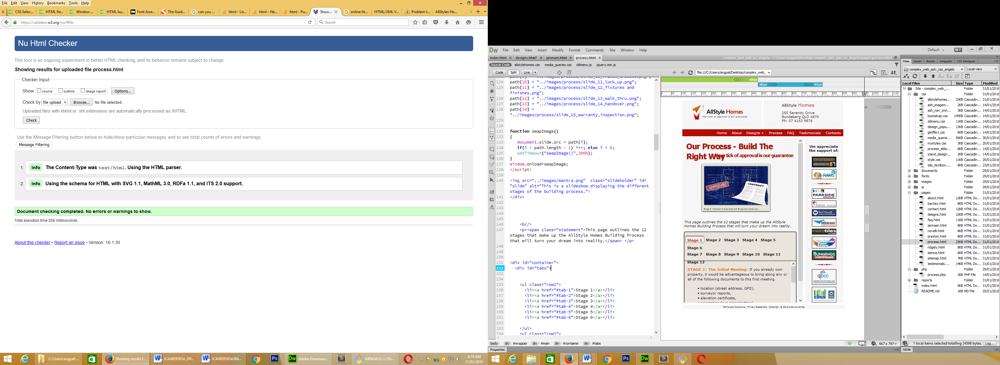 File Edit View History Bookmarks Tools Help
CSS Selec... HTML fie... Window ... HTML bu... Font Awe... The Guid... can you ... html - Lis... html - Ne... html - Pu... Show... online ht... HTML/XML V... Problem l... AllStyles Ho...
https://validator.w3.org/nu/#file Search
Nu Html Checker
This tool is an ongoing experiment in better HTML checking, and its behavior remains subject to change
Showing results for uploaded file process.html
Checker Input
Show source outline image report Options...
Check by file upload Browse... No file selected.
Uploaded files with xhtml or .xht extensions are automatically processed as XHTML.
Check
Use the Message Filtering button below to hide/show particular messages, and to see total counts of errors and warnings.
Message Filtering
1. Info The Content-Type was text/html. Using the HTML parser.
2. Info Using the schema for HTML with SVG 1.1, MathML 3.0, RDFa 1.1, and ITS 2.0 support.
Document checking completed. No errors or warnings to show.
Total execution time 258 milliseconds.
About this checker • Report an issue • Version: 16.1.30
C:\Users\angpal\... Showing results f... ICAWEB505A_DR... ICAWEB505A506... Adobe Dreamwe... MINGW32:/c/Us... 4:19 AM
31/01/2016
Dw File Edit View Insert Modify Format Commands Site Window Help Default
index.html designs.html* jannsen.html process.html complex_web_adv_css_angelo - C:\Users\angpal\Desktop\complex_web_adv_css_angelo\pages\process.html
Source Code allstylehomes.css media_queries.css ddmenu.js jquery.min.js
Code Split Live file:///C|/Users/angpal/Desktop/complex_web_
124 path[10] = "../images/process/slide_11_lock_up.png";
125 path[11] = "../images/process/slide_12_fixtures and
finishes.png";
126 path[12] = "../images/process/slide_13_walk_thru.png";
127 path[13] = "../images/process/slide_14_handover.png";
128 path[14] =
"../images/process/slide_15_warranty_inspection.png";
129
130
131 function swapImage()
132 {
133 document.slide.src = path[i];
134 if(i < path.length - 1) i++; else i = 0;
135 setTimeout("swapImage()",3000);
136 }
137 window.onload=swapImage;
138 </script>
139
140 <img src="../images/mantra.png" class="slideholder" id=
"slide" alt="This is a slideshow displaying the different
stages of the building process.">
141 </div>
142
143
144
145
146 <br/>
147 <p><span class="statement">This page outlines the 12
stages that make up the AllStyle Homes Building Process
that will turn your dream into reality.</span> </p>
148
149
150
151 <div id="container">
152 <div id="tabs">
153
154
155 <ul class="row1">
156 <li><a href="#tab-1">Stage 1</a></li>
157 <li><a href="#tab-2">Stage 2</a></li>
158 <li><a href="#tab-3">Stage 3</a></li>
159 <li><a href="#tab-4">Stage 4</a></li>
160 <li><a href="#tab-5">Stage 5</a></li>
161 <li><a href="#tab-6">Stage 6</a></li>
162
163 </ul>
164 <ul class="row2">
body div #wrapper div #main div #container div #tabs 667 x 797
Properties
480px
481px 801px
0 50 100 150 200 250 300 350 400 450 500 550 600 650 700 750 800 850 900 950 1000 1050 1100 1150
AllStyle Homes
Your tick of approval is our guarantee
AllStyle Homes
255 Serenity Drive
Bundaberg QLD 4670
Ph: 07 4153 9876
Home About Designs + Process FAQ Testimonials Contacts
Our Process - Build The
Right Way
Your tick of approval is our guarantee
APPROVED
CONTRACT
Stage 6: Contract is Executed and Blueprints Drawn-up..
This page outlines the 12 stages that make up the AllStyle
Homes Building Process that will turn your dream into reality.
Stage 1 Stage 2 Stage 3 Stage 4 Stage 5
Stage 6
Stage 7 Stage 8 Stage 9 Stage 10 Stage 11
Stage 12
STAGE 1: The Initial Meeting: If you already own
property, it would be advantageous to bring along any or
all of the following documents to this first meeting
• location (street address, GPS),
• surveyor reports,
• elevation certificate,
We appreciate
the support of:
TIM STEWART
ARCHITECTS
RAMS
PARKSIDE
GROUP
Holcim Australia
Neil Hewitt
RIDGEWAY
metrotiles
Wholesale
Paint
Group
BUNNINGS
warehouse
qbcc
cbus
Terms and Conditions | Privacy Statement | Sitemap | © 2015 AllStyle Homes
Files Insert Assets Snippets CSS Designer
complex_web_adv_css_angelo Local view
Local Files Size Type Modified
Site - complex_web_... Folder 31/01/2016
css Folder 31/01/2016
allstylehomes... 33KB Cascadin... 31/01/2016
ash_imagem... 2KB Cascadin... 14/01/2016
ash_nav_styl... 3KB Cascadin... 14/01/2016
bootstrap.css 145KB Cascadin... 14/01/2016
ddmenu.css 11KB Cascadin... 14/01/2016
deisign_popu... 13KB Cascadin... 14/01/2016
gistfile1.css 6KB Cascadin... 14/01/2016
media_querie... 56KB Cascadin... 30/01/2016
mystyles.css 3KB Cascadin... 20/01/2016
process_slids... 8KB Cascadin... 14/01/2016
stand_design... 2KB Cascadin... 14/01/2016
style.css 11KB Cascadin... 20/01/2016
tab_textbox.... 8KB Cascadin... 23/01/2016
documents Folder 29/01/2016
fonts Folder 29/01/2016
images Folder 29/01/2016
js Folder 29/01/2016
pages Folder 31/01/2016
about.html 12KB HTML Do... 31/01/2016
barclay.html 8KB HTML Do... 31/01/2016
contact.html 12KB HTML Do... 31/01/2016
designs.html 10KB HTML Do... 31/01/2016
faq.html 11KB HTML Do... 31/01/2016
jannsen.html 8KB HTML Do... 31/01/2016
novelli.html 8KB HTML Do... 31/01/2016
preston.html 8KB HTML Do... 31/01/2016
process.html 25KB HTML Do... 31/01/2016
ridgely.html 8KB HTML Do... 31/01/2016
sienna.html 8KB HTML Do... 31/01/2016
sitemap.html 7KB HTML Do... 31/01/2016
testimonials.... 14KB HTML Do... 31/01/2016
php Folder 29/01/2016
process.php 3KB PHP File 14/01/2016
reports Folder 29/01/2016
index.html 9KB HTML Do... 31/01/2016
README.md 1KB MD File 20/01/2016
1 local items selected totalling 24596 bytes. Log...
DOM